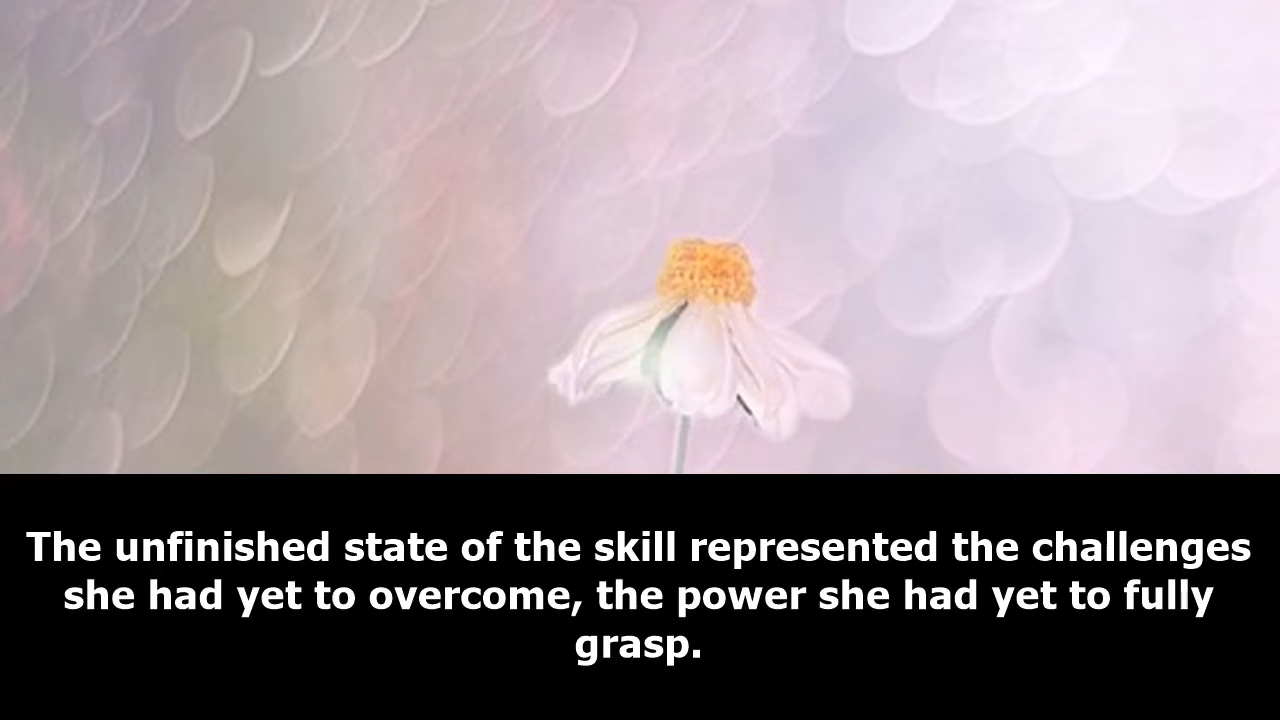 The unfinished state of the skill represented the challenges
she had yet to overcome, the power she had yet to fully
grasp.